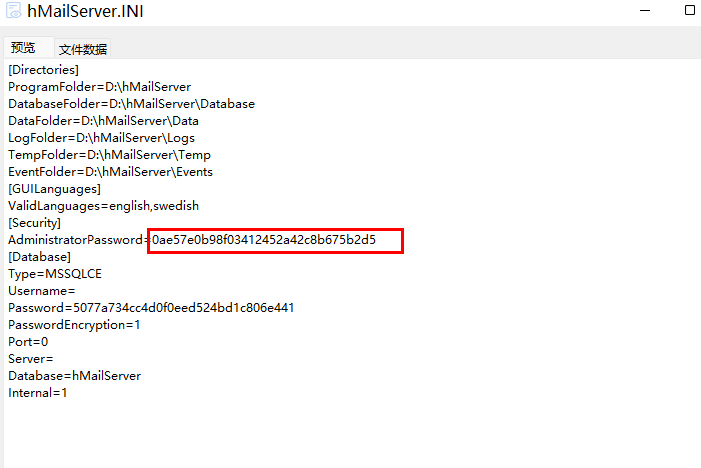 hMailServer.INI
预览 文件数据
[Directories]
ProgramFolder=D:\hMailServer
DatabaseFolder=D:\hMailServer\Database
DataFolder=D:\hMailServer\Data
LogFolder=D:\hMailServer\Logs
TempFolder=D:\hMailServer\Temp
EventFolder=D:\hMailServer\Events
[GUILanguages]
ValidLanguages=english,swedish
[Security]
AdministratorPassword=0ae57e0b98f03412452a42c8b675b2d5
[Database]
Type=MSSQLCE
Username=
Password=5077a734cc4d0f0eed524bd1c806e441
PasswordEncryption=1
Port=0
Server=
Database=hMailServer
Internal=1